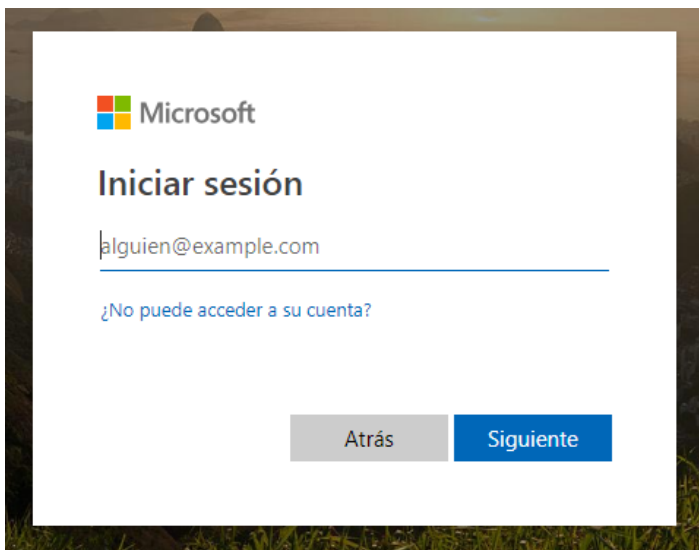 Microsoft
Iniciar sesión
alguien@example.com
¿No puede acceder a su cuenta?
Atrás
Siguiente